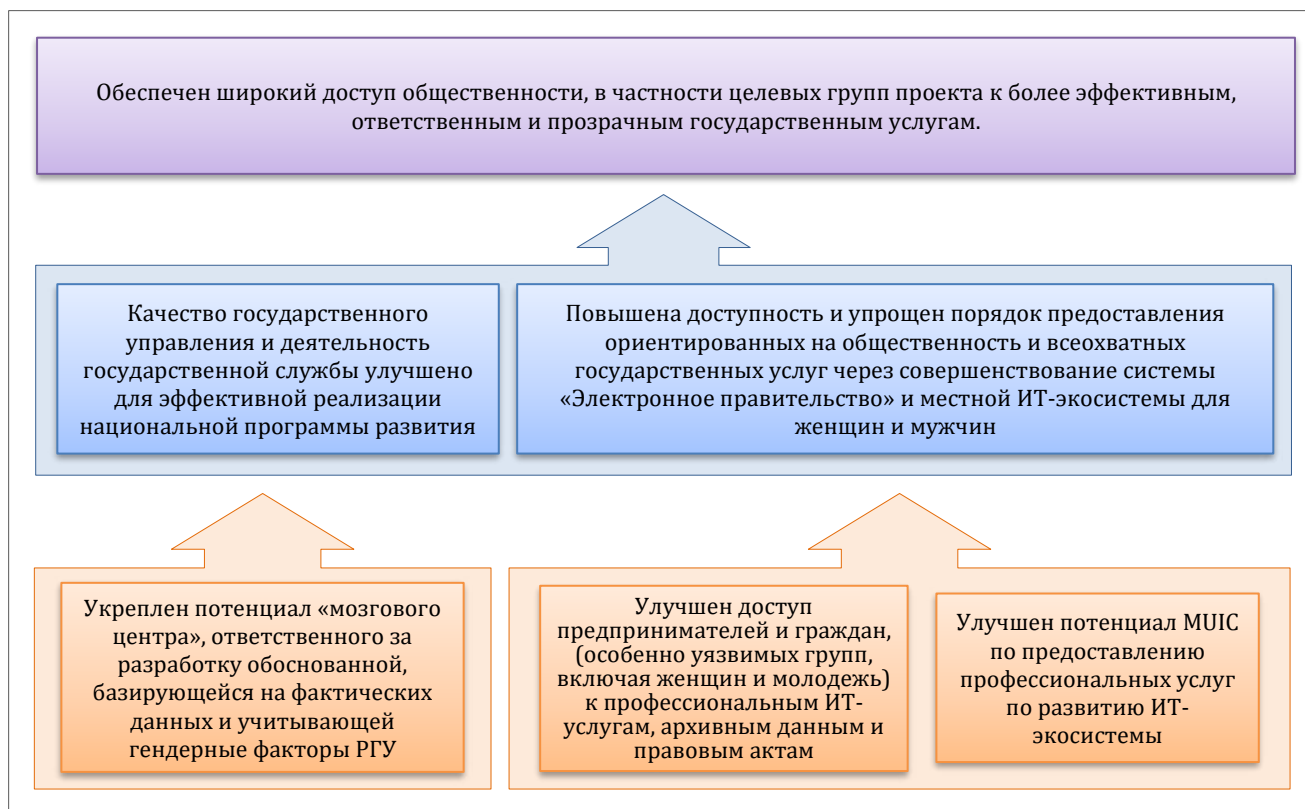 Обеспечен широкий доступ общественности, в частности целевых групп проекта к более эффективным,
ответственным и прозрачным государственным услугам.
Качество государственного
управления и деятельность
государственной службы улучшено
для эффективной реализации
национальной программы развития
Повышена доступность и упрощен порядок предоставления
ориентированных на общественность и всеохватных
государственных услуг через совершенствование системы
«Электронное правительство» и местной ИТ-экосистемы для
женщин и мужчин
Укреплен потенциал «мозгового
центра», ответственного за
разработку обоснованной,
базирующейся на фактических
данных и учитывающей
гендерные факторы РГУ
Улучшен доступ
предпринимателей и граждан,
(особенно уязвимых групп,
включая женщин и молодежь)
к профессиональным ИТ-
услугам, архивным данным и
правовым актам
Улучшен потенциал MUIC
по предоставлению
профессиональных услуг
по развитию ИТ-
экосистемы